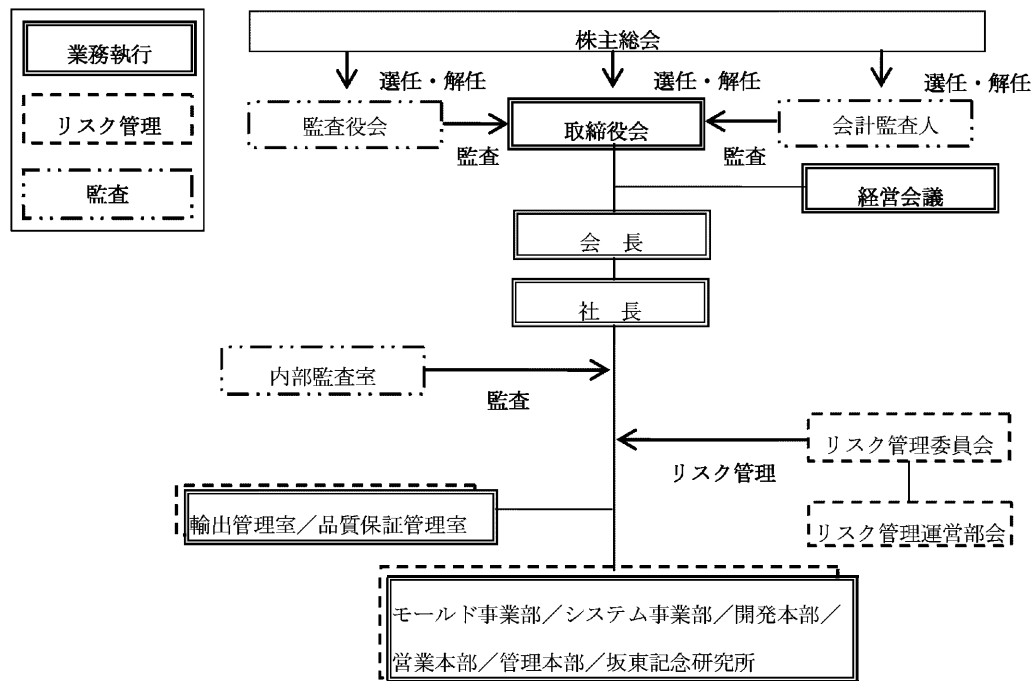 業務執行
リスク管理
監査
株主総会
選任・解任
選任・解任
選任・解任
監査役会
取締役会
会計監査人
監査
監査
経営会議
会　長
社　長
内部監査室
監査
リスク管理委員会
リスク管理
輸出管理室／品質保証管理室
リスク管理運営部会
モールド事業部／システム事業部／開発本部／
営業本部／管理本部／坂東記念研究所